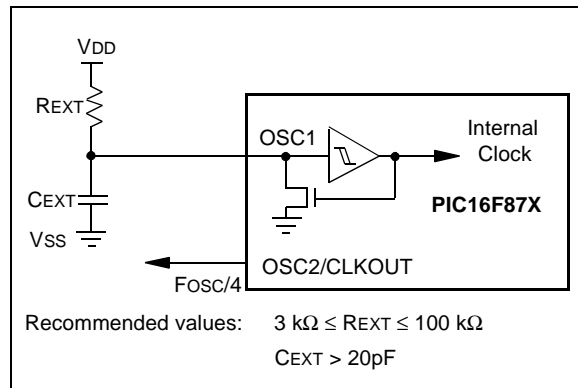 VDD
REXT
OSC1
Internal
Clock
CEXT
PIC16F87X
VSS
OSC2/CLKOUT
FOSC/4
Recommended values: 3 kΩ ≤ REXT ≤ 100 kΩ
CEXT > 20pF